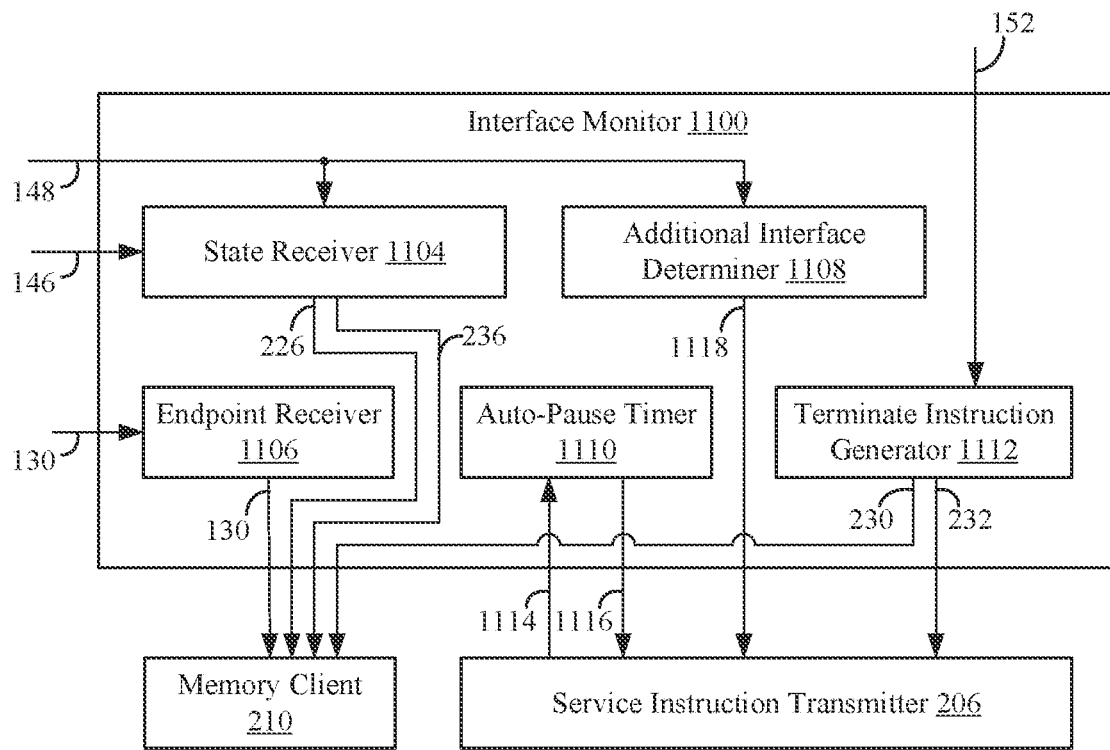 152
Interface Monitor 1100
148
State Receiver 1104
Additional Interface
Determiner 1108
146
226
236
1118
Endpoint Receiver
1106
Auto-Pause Timer
1110
Terminate Instruction
Generator 1112
130
130
230
232
1114
1116
Memory Client
210
Service Instruction Transmitter 206